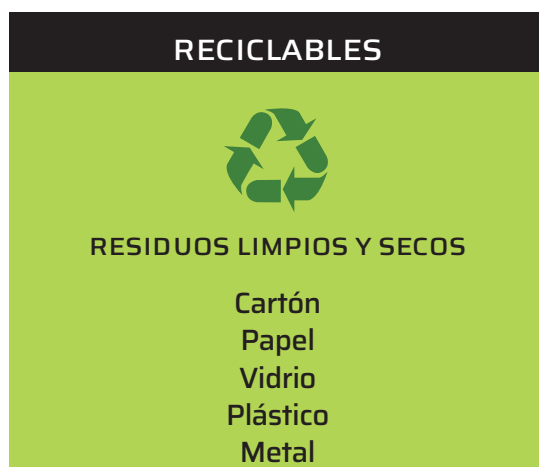 RECICLABLES
RESIDUOS LIMPIOS Y SECOS
Cartón
Papel
Vidrio
Plástico
Metal